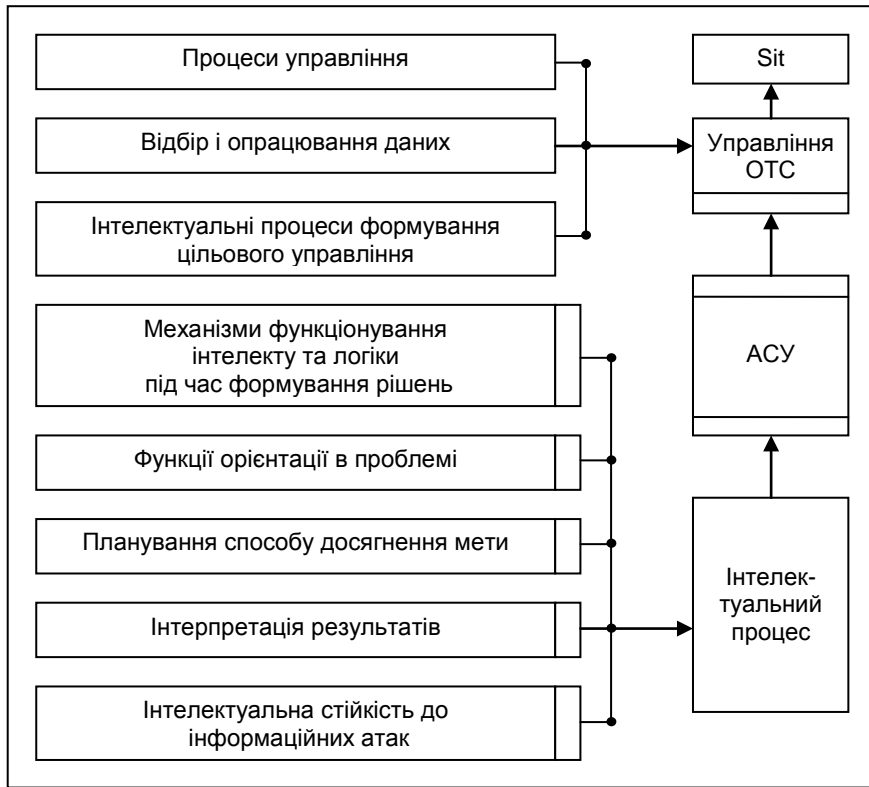 Процеси управління
Відбір і опрацювання даних
Інтелектуальні процеси формування
цільового управління
Механізми функціонування
інтелекту та логіки
під час формування рішень
Функції орієнтації в проблемі
Планування способу досягнення мети
Інтерпретація результатів
Інтелектуальна стійкість до
інформаційних атак
Sit
Управління
ОТС
АСУ
Інтелек-
туальний
процес